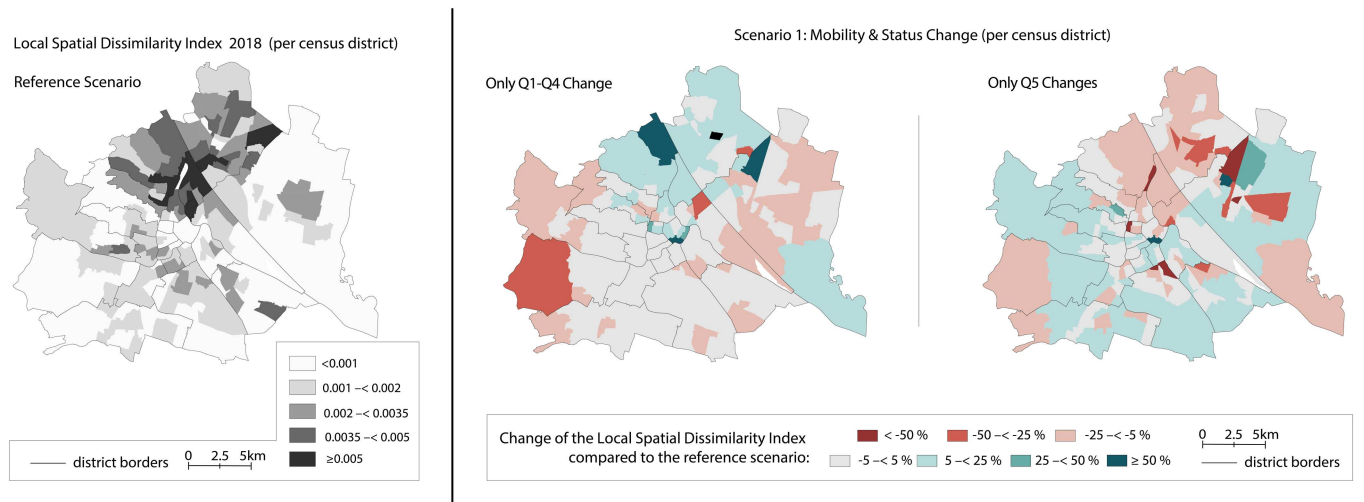 Local Spatial Dissimilarity Index 2018 (per census district)
Reference Scenario
<0.001
0.001 –< 0.002
0.002 –< 0.0035
0.0035 –< 0.005
≥0.005
district borders
0 2.5 5km
Scenario 1: Mobility & Status Change (per census district)
Only Q1-Q4 Change
Only Q5 Changes
Change of the Local Spatial Dissimilarity Index
compared to the reference scenario:
< -50 %
-50 –< -25 %
-25 –< -5 %
-5 –< 5 %
5 –< 25 %
25 –< 50 %
≥ 50 %
0 2.5 5km
district borders